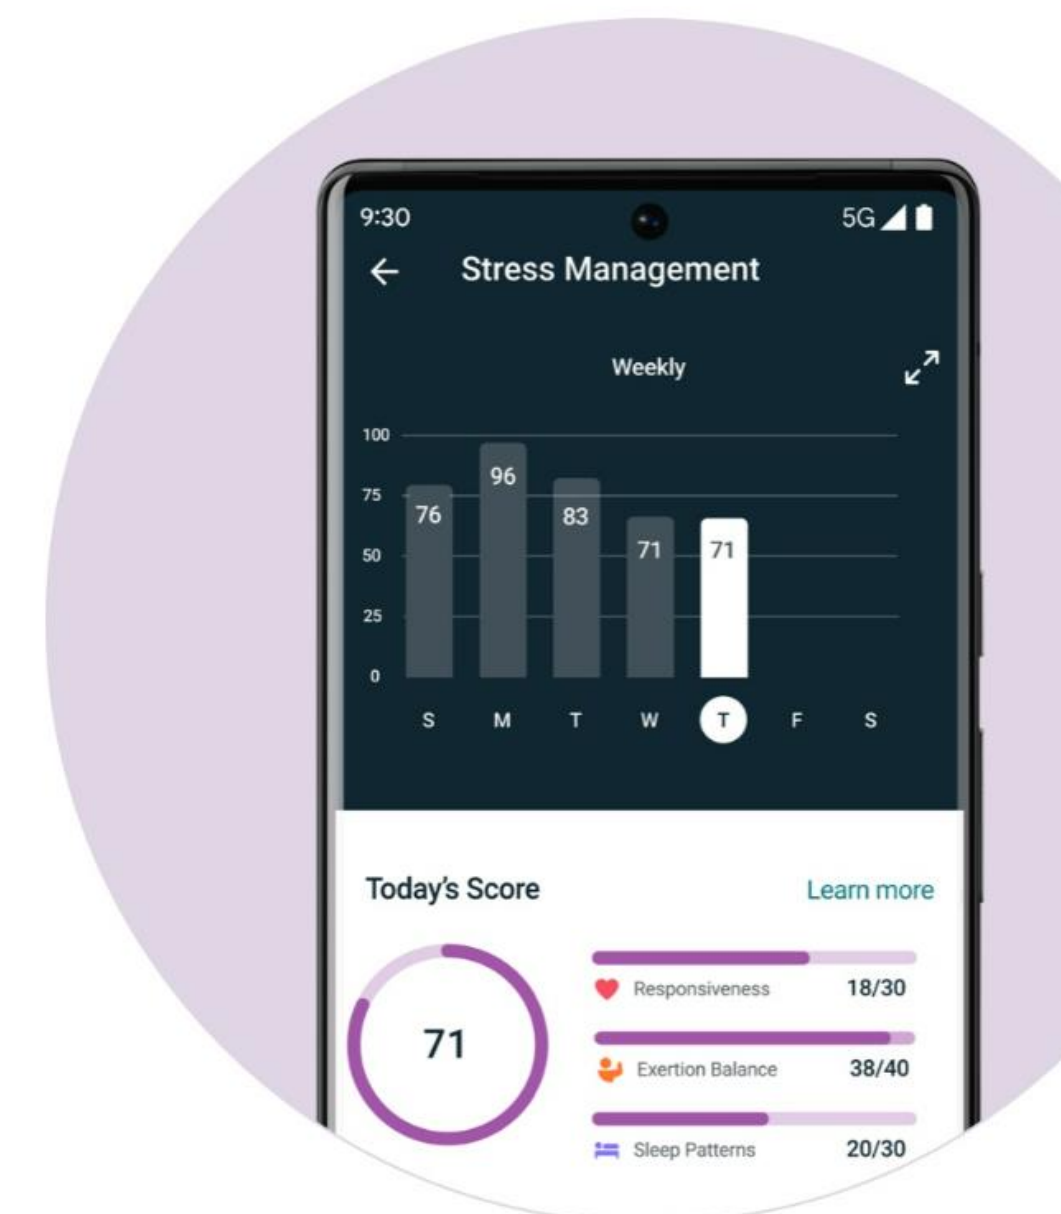 9:30 5G
Stress Management
Weekly
100
75
50
25
0
76
96
83
71
71
S M T W T F S
Today's Score Learn more
71
Responsiveness 18/30
Exertion Balance 38/40
Sleep Patterns 20/30